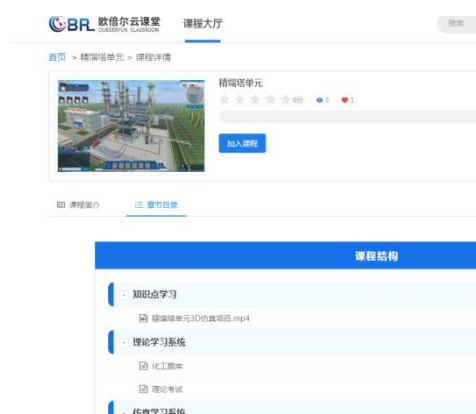 OBR 欧倍尔云课堂 课程大厅 搜索
OUBEIERYUN CLASSROOM
首页 > 精馏塔单元 > 课程详情
精馏塔单元
0分 3 1
加入课程
课程简介 章节目录
课程结构
- 知识点学习
精馏塔单元3D仿真项目.mp4
- 理论学习系统
化工题库
理论考试
- 仿真学习系统